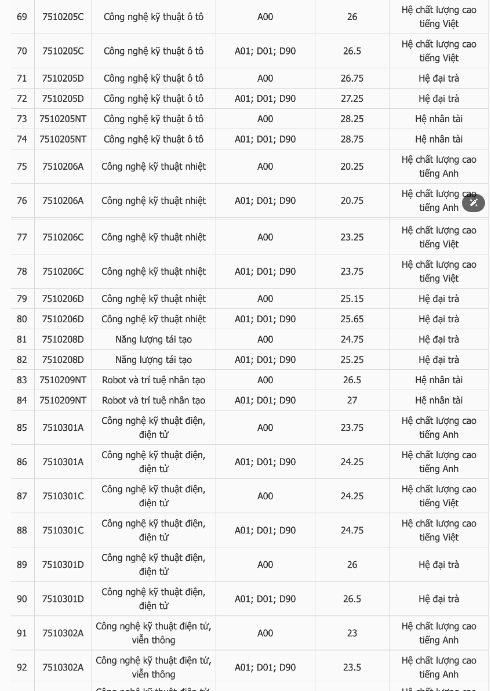 69 7510205C Công nghệ kỹ thuật ô tô A00 26 Hệ chất lượng cao tiếng Việt
70 7510205C Công nghệ kỹ thuật ô tô A01; D01; D90 26.5 Hệ chất lượng cao tiếng Việt
71 7510205D Công nghệ kỹ thuật ô tô A00 26.75 Hệ đại trà
72 7510205D Công nghệ kỹ thuật ô tô A01; D01; D90 27.25 Hệ đại trà
73 7510205NT Công nghệ kỹ thuật ô tô A00 28.25 Hệ nhân tài
74 7510205NT Công nghệ kỹ thuật ô tô A01; D01; D90 28.75 Hệ nhân tài
75 7510206A Công nghệ kỹ thuật nhiệt A00 20.25 Hệ chất lượng cao tiếng Anh
76 7510206A Công nghệ kỹ thuật nhiệt A01; D01; D90 20.75 Hệ chất lượng cao tiếng Anh
77 7510206C Công nghệ kỹ thuật nhiệt A00 23.25 Hệ chất lượng cao tiếng Việt
78 7510206C Công nghệ kỹ thuật nhiệt A01; D01; D90 23.75 Hệ chất lượng cao tiếng Việt
79 7510206D Công nghệ kỹ thuật nhiệt A00 25.15 Hệ đại trà
80 7510206D Công nghệ kỹ thuật nhiệt A01; D01; D90 25.65 Hệ đại trà
81 7510208D Năng lượng tái tạo A00 24.75 Hệ đại trà
82 7510208D Năng lượng tái tạo A01; D01; D90 25.25 Hệ đại trà
83 7510209NT Robot và trí tuệ nhân tạo A00 26.5 Hệ nhân tài
84 7510209NT Robot và trí tuệ nhân tạo A01; D01; D90 27 Hệ nhân tài
85 7510301A Công nghệ kỹ thuật điện, điện tử A00 23.75 Hệ chất lượng cao tiếng Anh
86 7510301A Công nghệ kỹ thuật điện, điện tử A01; D01; D90 24.25 Hệ chất lượng cao tiếng Anh
87 7510301C Công nghệ kỹ thuật điện, điện tử A00 24.25 Hệ chất lượng cao tiếng Việt
88 7510301C Công nghệ kỹ thuật điện, điện tử A01; D01; D90 24.75 Hệ chất lượng cao tiếng Việt
89 7510301D Công nghệ kỹ thuật điện, điện tử A00 26 Hệ đại trà
90 7510301D Công nghệ kỹ thuật điện, điện tử A01; D01; D90 26.5 Hệ đại trà
91 7510302A Công nghệ kỹ thuật điện tử, viễn thông A00 23 Hệ chất lượng cao tiếng Anh
92 7510302A Công nghệ kỹ thuật điện tử, viễn thông A01; D01; D90 23.5 Hệ chất lượng cao tiếng Anh